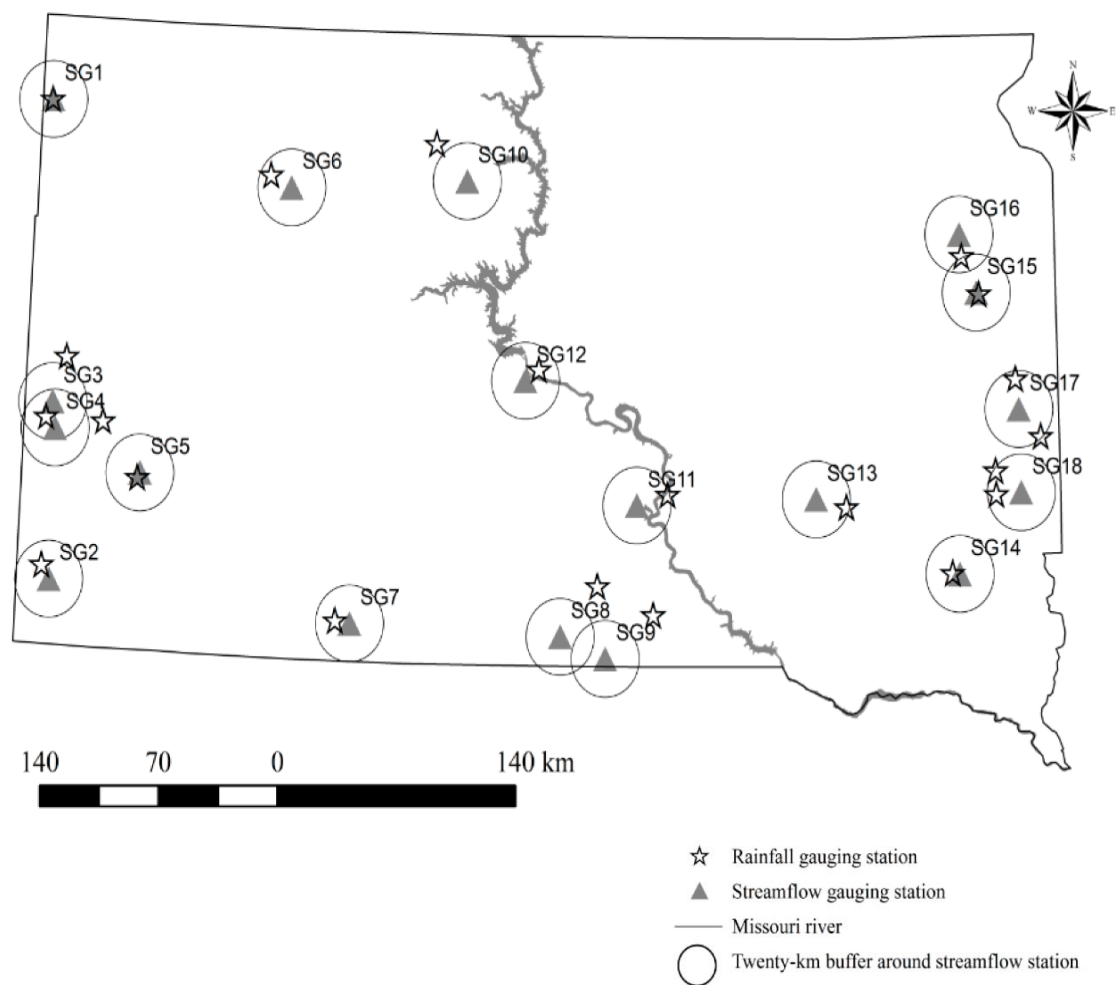 N
W
E
S
SG1
SG6
SG10
SG16
SG15
SG12
SG3
SG4
SG17
SG5
SG11
SG13
SG18
SG2
SG14
SG7
SG8
SG9
140 70 0 140 km
Rainfall gauging station
Streamflow gauging station
Missouri river
Twenty-km buffer around streamflow station